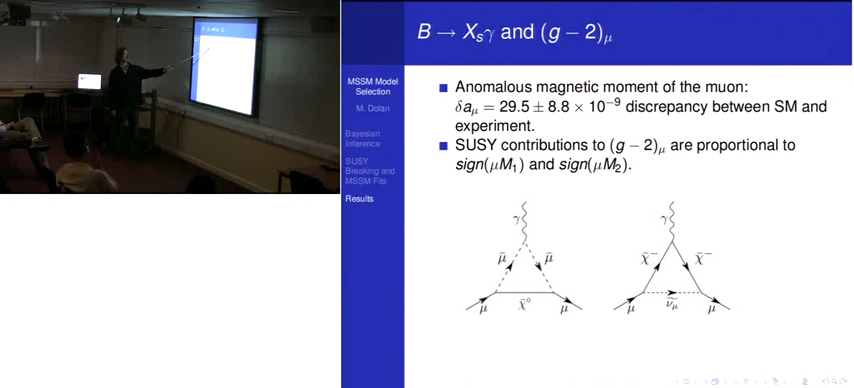 B → X_sγ and (g − 2)_μ
MSSM Model
Selection
M. Dolan
Bayesian
Inference
SUSY
Breaking and
MSSM Fits
Results
Anomalous magnetic moment of the muon:
δa_μ = 29.5 ± 8.8 × 10⁻⁹ discrepancy between SM and
experiment.
SUSY contributions to (g − 2)_μ are proportional to
sign(μM₁) and sign(μM₂).
γ
μ̃ μ̃
μ χ̃° μ
γ
χ̃⁻ χ̃⁻
μ ν̃_μ μ